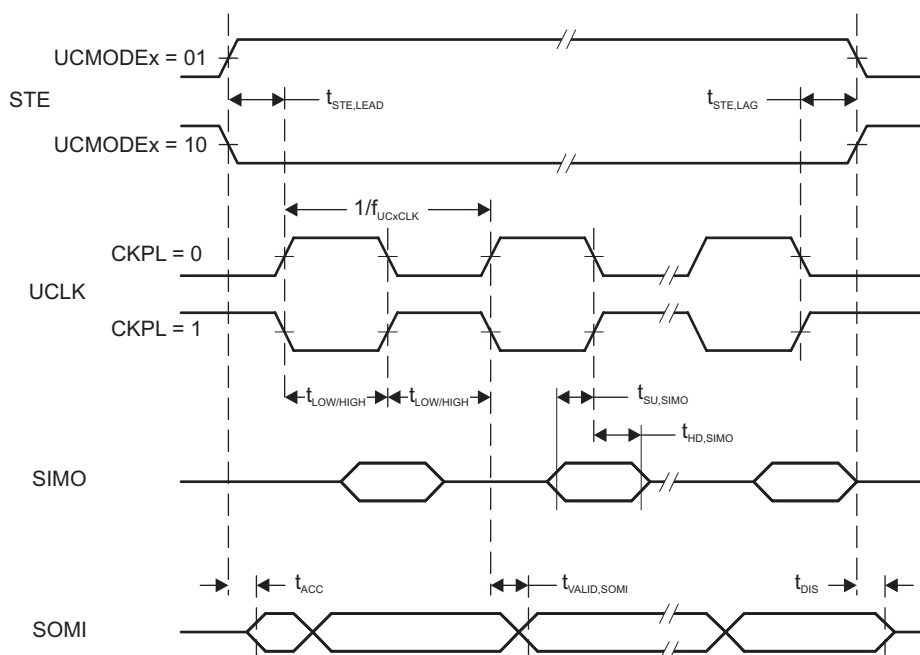 UCMODEx = 01
STE
t_STE,LEAD
t_STE,LAG
UCMODEx = 10
1/f_UCxCLK
CKPL = 0
UCLK
CKPL = 1
t_LOW/HIGH
t_LOW/HIGH
t_SU,SIMO
t_HD,SIMO
SIMO
t_ACC
t_VALID,SOMI
t_DIS
SOMI